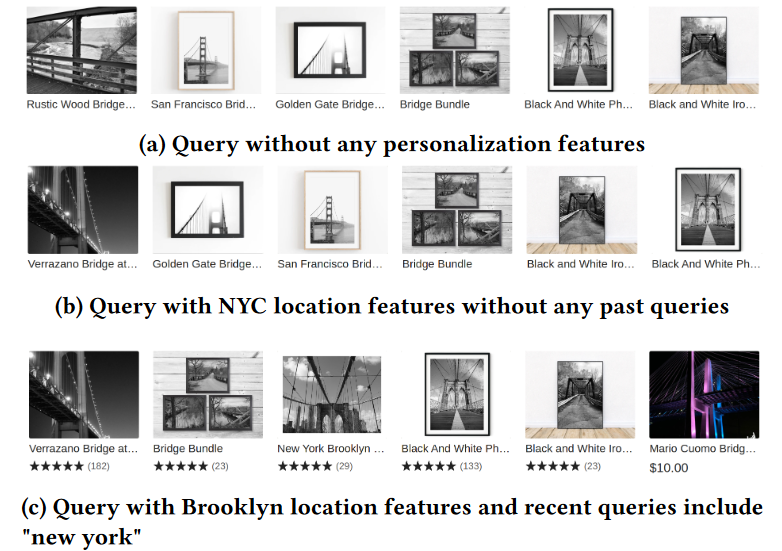 Rustic Wood Bridge... San Francisco Brid... Golden Gate Bridge... Bridge Bundle Black And White Ph... Black and White Iro...
(a) Query without any personalization features
Verrazano Bridge at... Golden Gate Bridge... San Francisco Brid... Bridge Bundle Black and White Iro... Black And White Ph...
(b) Query with NYC location features without any past queries
Verrazano Bridge at... Bridge Bundle New York Brooklyn ... Black And White Ph... Black and White Iro... Mario Cuomo Bridg...
★★★★★ (182) ★★★★★ (23) ★★★★★ (29) ★★★★★ (133) ★★★★★ (23) $10.00
(c) Query with Brooklyn location features and recent queries include
"new york"